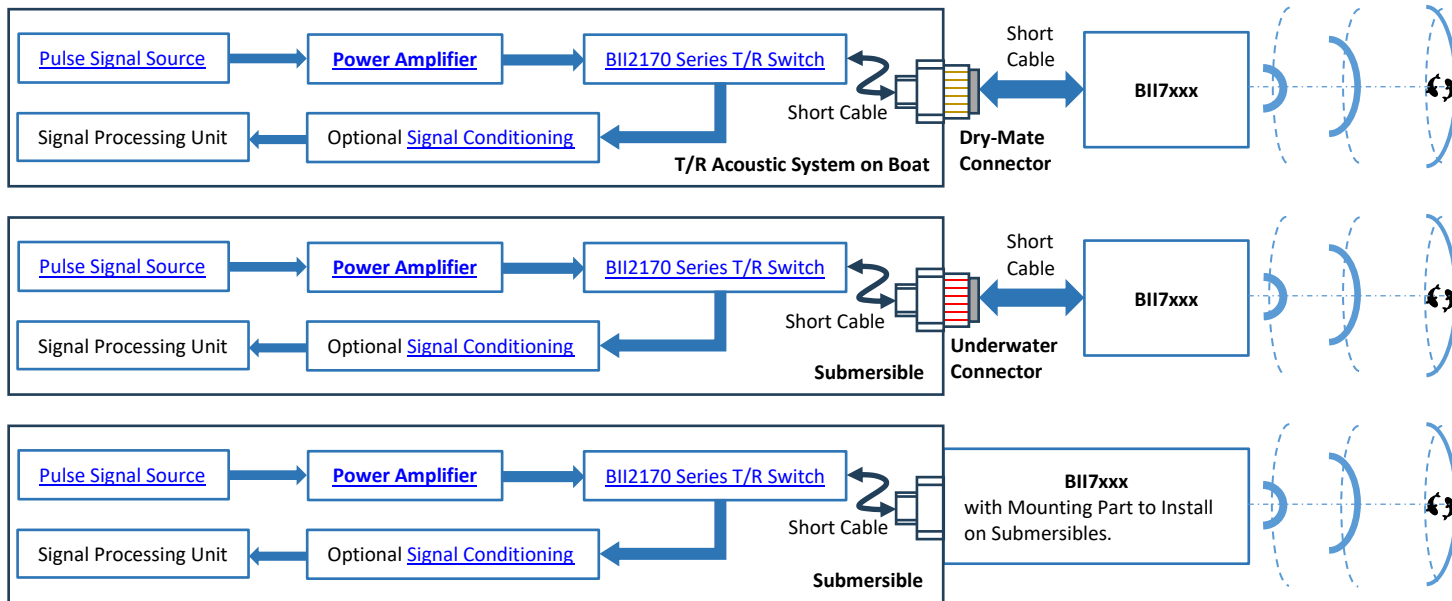 Pulse Signal Source
Power Amplifier
BII2170 Series T/R Switch
Short Cable
Short
Cable
BII7xxx
Signal Processing Unit
Optional Signal Conditioning
T/R Acoustic System on Boat
Dry-Mate
Connector
Pulse Signal Source
Power Amplifier
BII2170 Series T/R Switch
Short Cable
Short
Cable
BII7xxx
Signal Processing Unit
Optional Signal Conditioning
Submersible
Underwater
Connector
Pulse Signal Source
Power Amplifier
BII2170 Series T/R Switch
Short Cable
BII7xxx
with Mounting Part to Install
on Submersibles.
Signal Processing Unit
Optional Signal Conditioning
Submersible